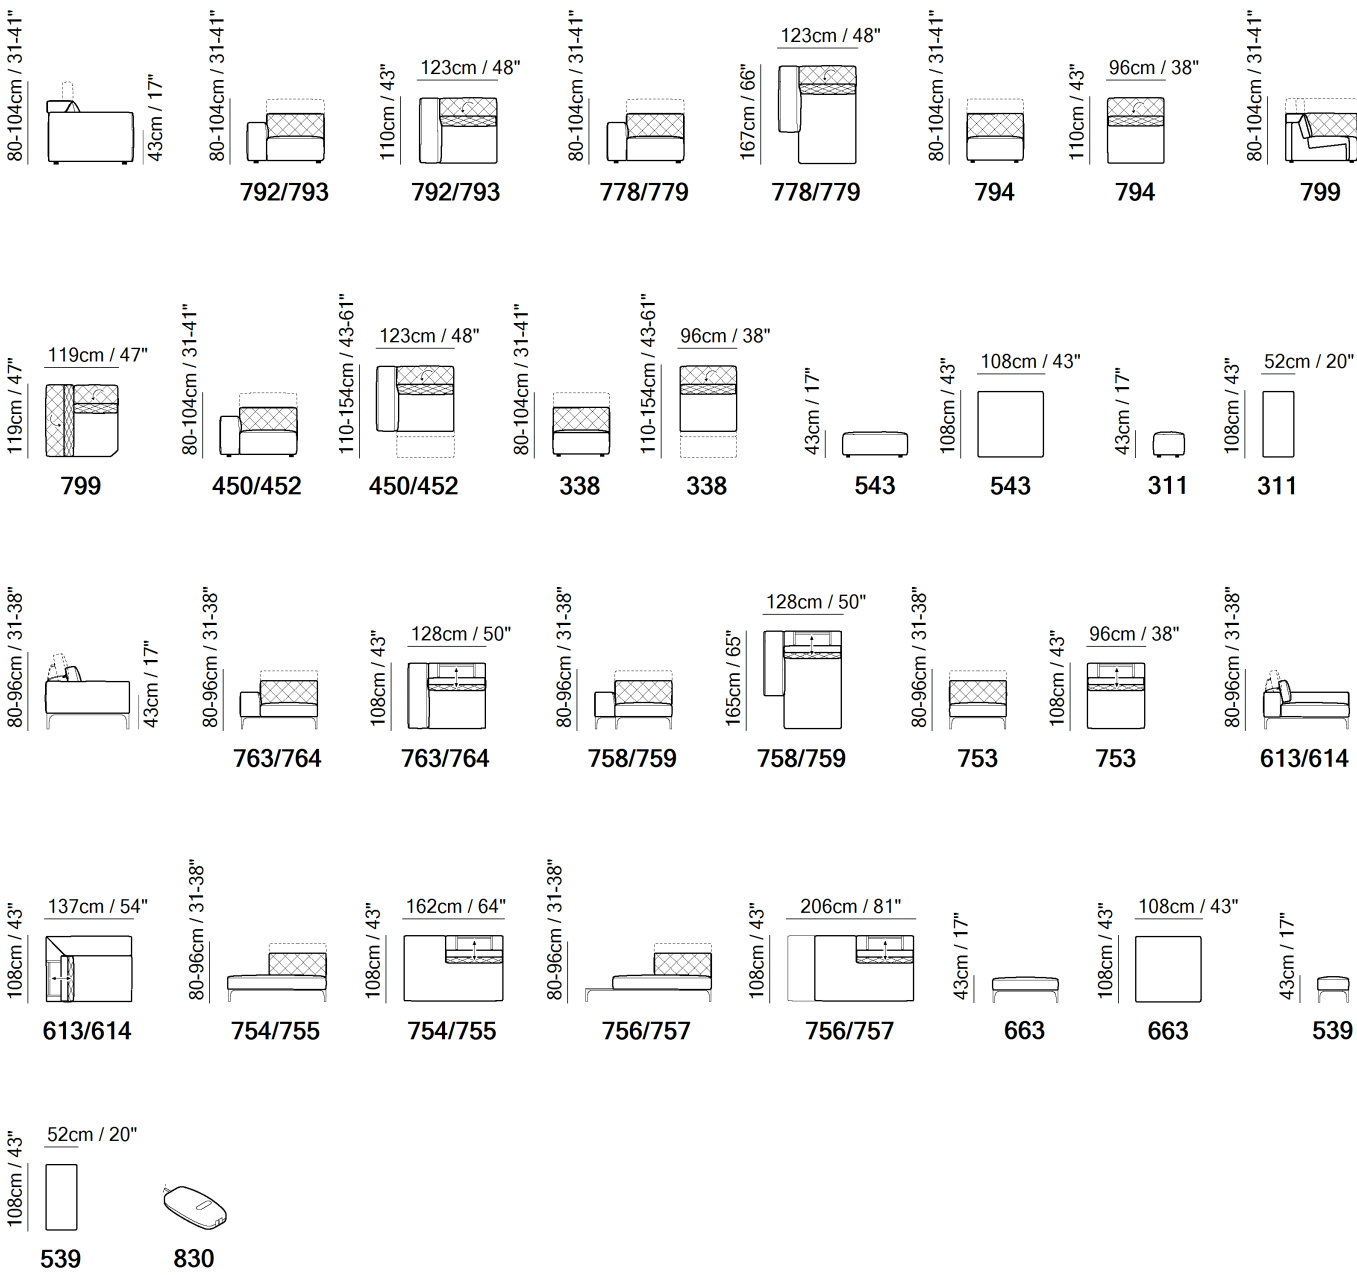 80-104cm / 31-41"
43cm / 17"
80-104cm / 31-41"
792/793
110cm / 43"
123cm / 48"
792/793
80-104cm / 31-41"
778/779
167cm / 66"
123cm / 48"
778/779
80-104cm / 31-41"
794
110cm / 43"
96cm / 38"
794
80-104cm / 31-41"
799
119cm / 47"
119cm / 47"
799
80-104cm / 31-41"
450/452
110-154cm / 43-61"
123cm / 48"
450/452
80-104cm / 31-41"
338
110-154cm / 43-61"
96cm / 38"
338
43cm / 17"
543
108cm / 43"
108cm / 43"
543
43cm / 17"
311
108cm / 43"
52cm / 20"
311
80-96cm / 31-38"
43cm / 17"
80-96cm / 31-38"
763/764
108cm / 43"
128cm / 50"
763/764
80-96cm / 31-38"
758/759
165cm / 65"
128cm / 50"
758/759
80-96cm / 31-38"
753
108cm / 43"
96cm / 38"
753
80-96cm / 31-38"
613/614
108cm / 43"
137cm / 54"
613/614
80-96cm / 31-38"
754/755
108cm / 43"
162cm / 64"
754/755
80-96cm / 31-38"
756/757
108cm / 43"
206cm / 81"
756/757
43cm / 17"
663
108cm / 43"
108cm / 43"
663
43cm / 17"
539
108cm / 43"
52cm / 20"
539
830